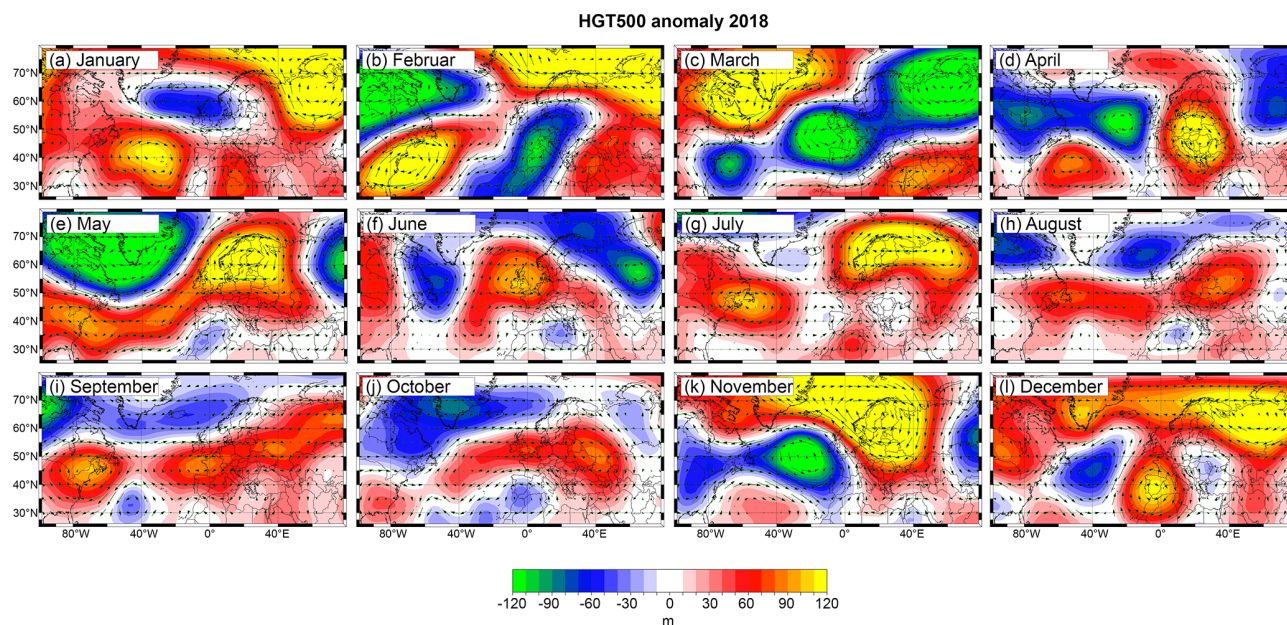 HGT500 anomaly 2018
(a) January
(b) Februar
(c) March
(d) April
70°N
60°N
50°N
40°N
30°N
(e) May
(f) June
(g) July
(h) August
70°N
60°N
50°N
40°N
30°N
(i) September
(j) October
(k) November
(l) December
70°N
60°N
50°N
40°N
30°N
80°W 40°W 0° 40°E 80°W 40°W 0° 40°E 80°W 40°W 0° 40°E 80°W 40°W 0° 40°E
-120 -90 -60 -30 0 30 60 90 120
m